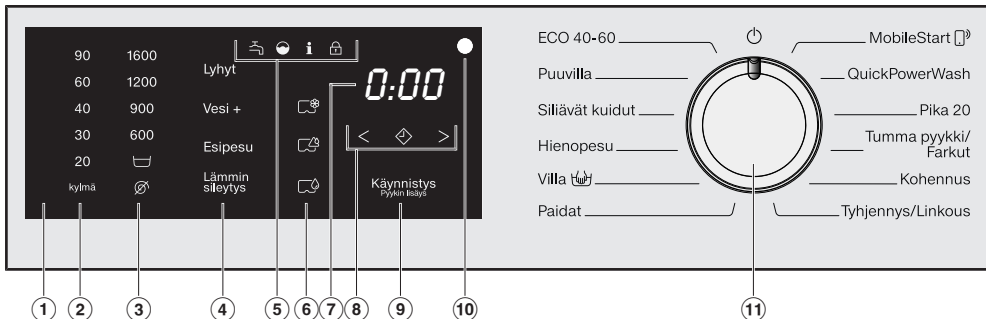 90
60
40
30
20
kylmä
1600
1200
900
600
Lyhyt
Vesi +
Esipesu
Lämmin
sileytys
0:00
< >
Käynnistys
Pyykin lisäys
ECO 40-60
Puuvilla
Siliävät kuidut
Hienopesu
Villa
Paidat
MobileStart
QuickPowerWash
Pika 20
Tumma pyykki/
Farkut
Kohennus
Tyhjennys/Linkous
1 2 3 4 5 6 7 8 9 10 11